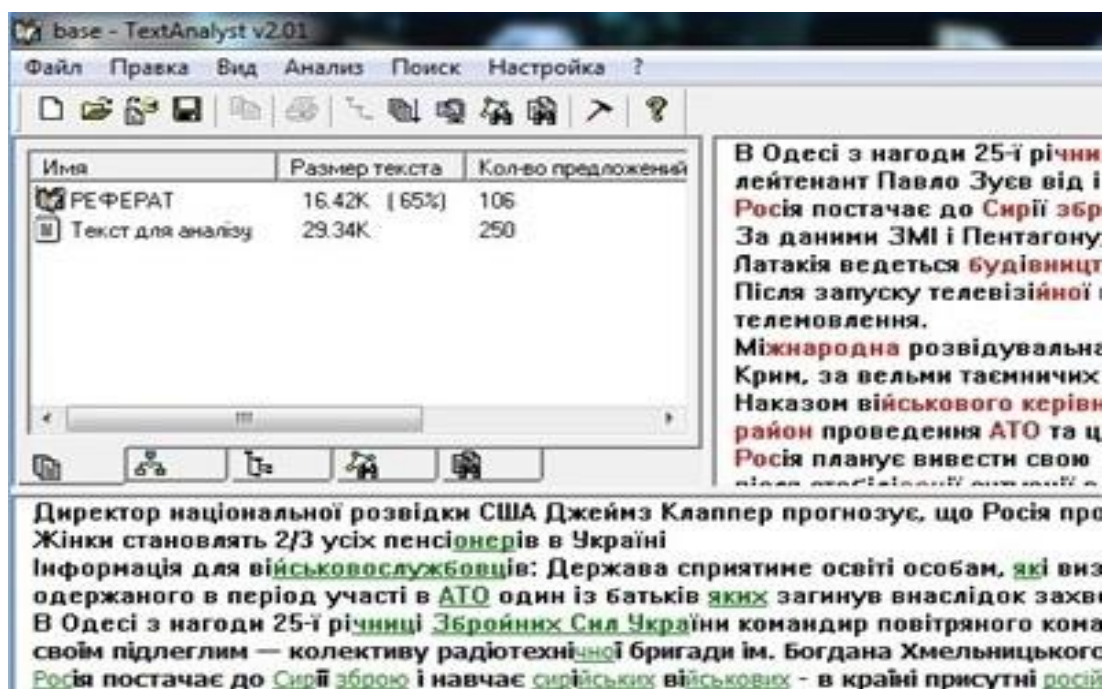 base - TextAnalyst v2.01
Файл Правка Вид Анализ Поиск Настройка ?
Имя Размер текста Кол-во предложений
РЕФЕРАТ 16.42K (65%) 106
Текст для аналізу 29.34K 250
В Одесі з нагоди 25-ї річни
лейтенант Павло Зуєв від і
Росія постачає до Сирії збр
За даними ЗМІ і Пентагону
Латакія ведеться будівницт
Після запуску телевізійної
телемовлення.
Міжнародна розвідувальна
Крим, за вельми таємничих
Наказом військового керівн
район проведення АТО та ц
Росія планує вивести свою
Директор національної розвідки США Джеймз Клаппер прогнозує, що Росія про
Жінки становлять 2/3 усіх пенсіонерів в Україні
Інформація для військовослужбовців: Держава сприятиме освіті особам, які виз
одержаного в період участі в АТО один із батьків яких загинув внаслідок захв
В Одесі з нагоди 25-ї річниці Збройних Сил України командир повітряного кома
своїм підлеглим — колективу радіотехнічної бригади ім. Богдана Хмельницького
Росія постачає до Сирії зброю і навчає сирійських військових - в країні присутні росій